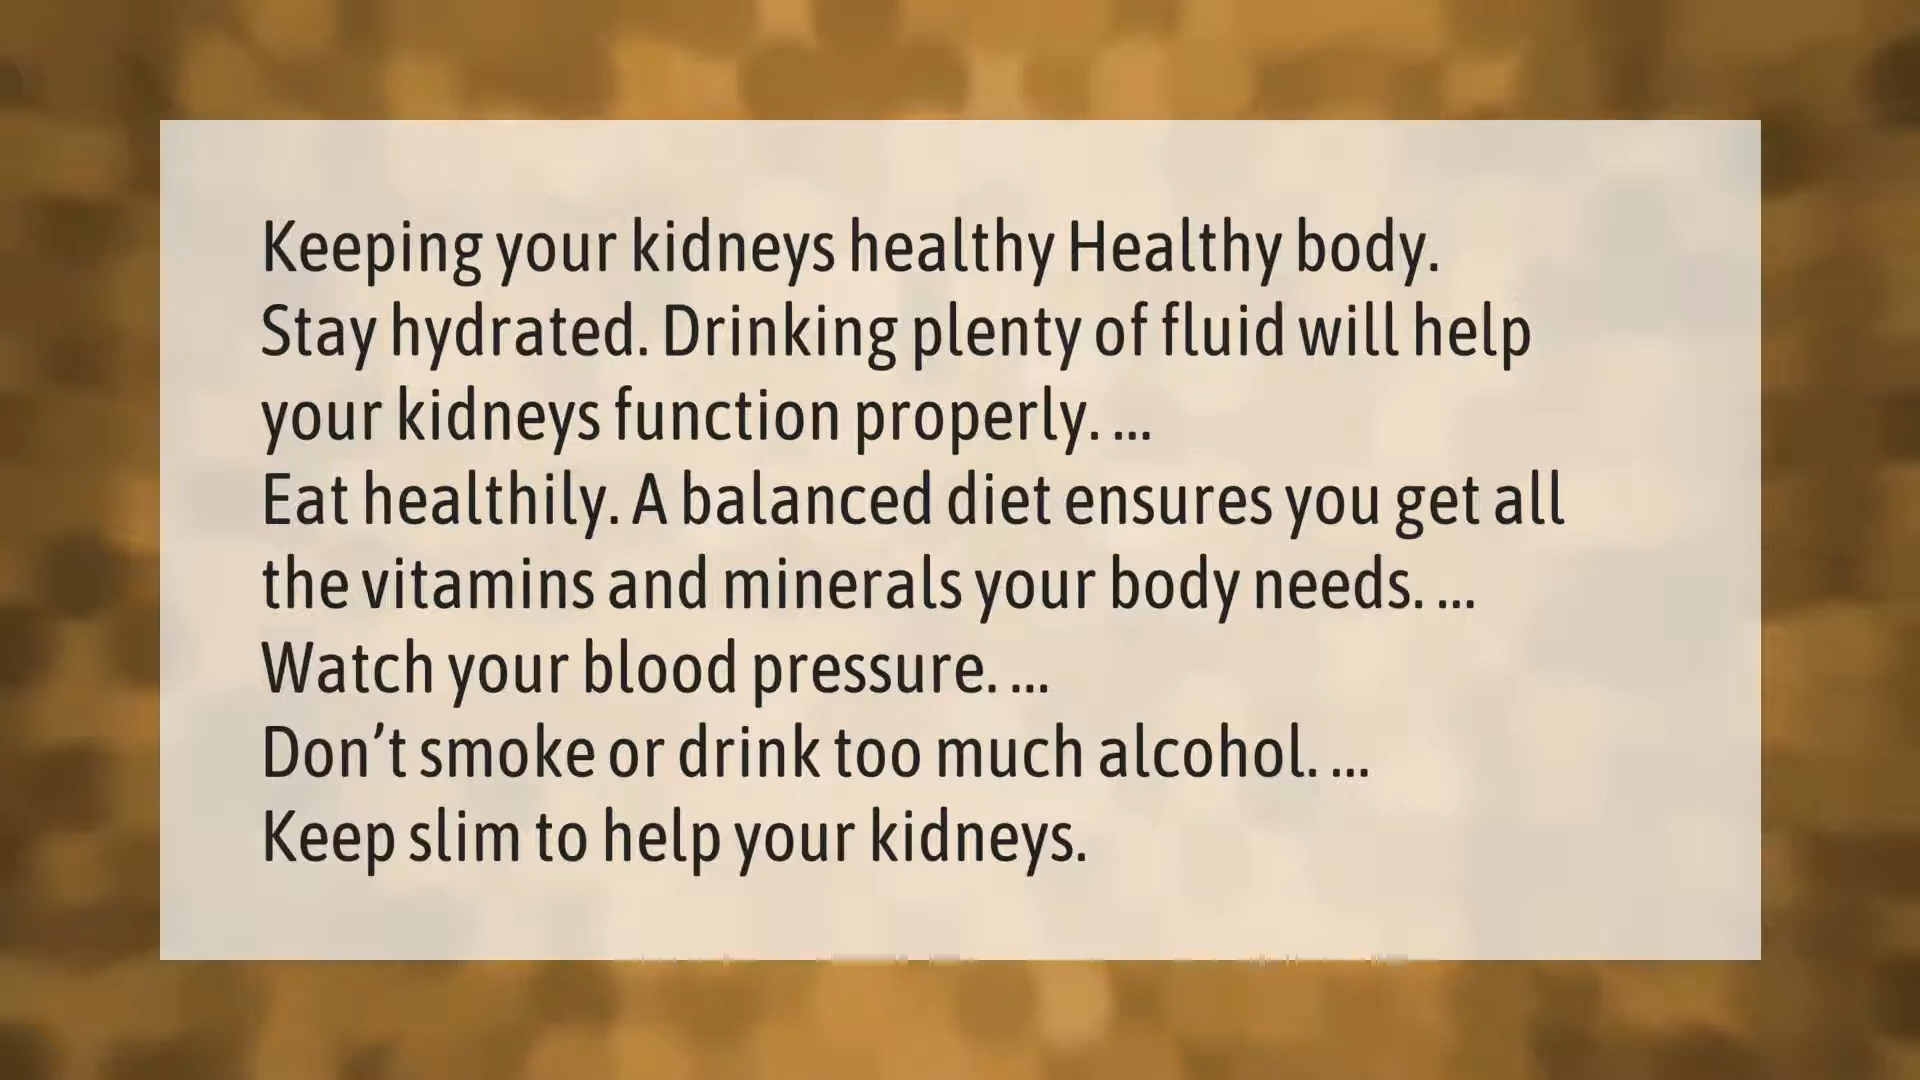 Keeping your kidneys healthy Healthy body.
Stay hydrated. Drinking plenty of fluid will help
your kidneys function properly. ...
Eat healthily. A balanced diet ensures you get all
the vitamins and minerals your body needs. ...
Watch your blood pressure. ...
Don’t smoke or drink too much alcohol. ...
Keep slim to help your kidneys.